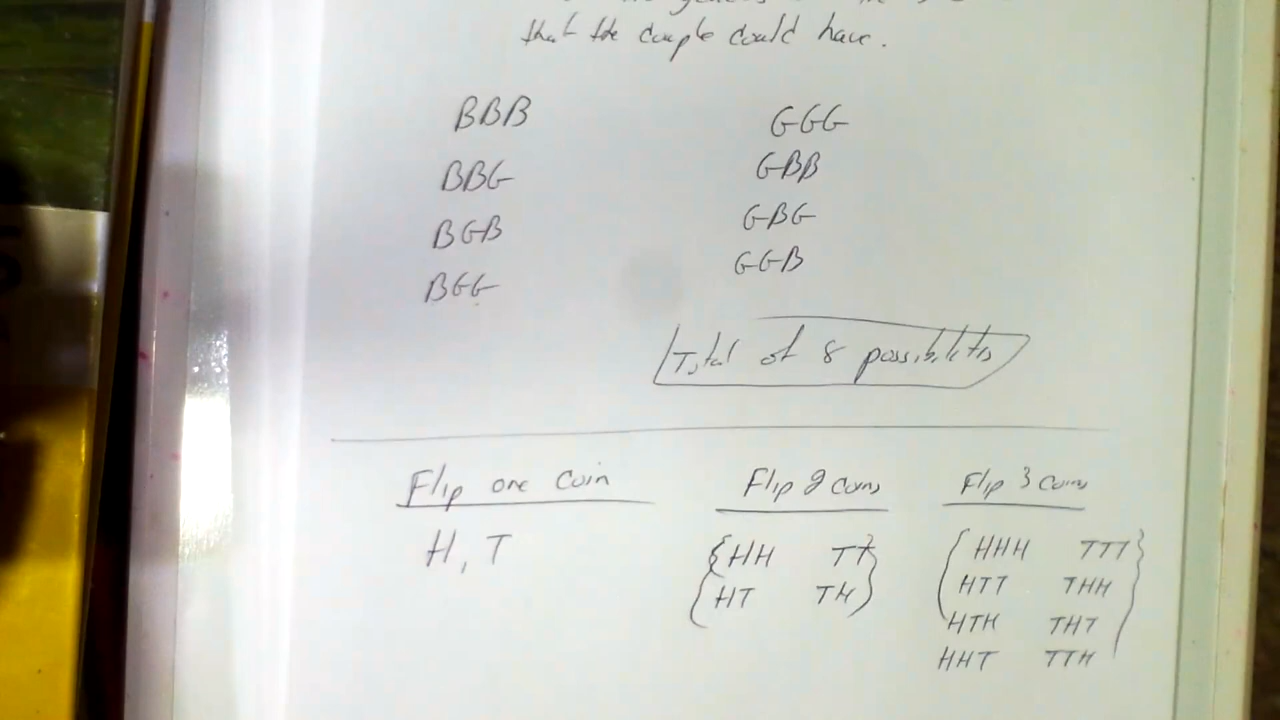 that the couple could have.
BBB GGG
BBG GBB
BGB GBG
BGG GGB
Total of 8 possibilities
Flip one coin
H, T
Flip 2 coins
{HH TT}
(HT TH)
Flip 3 coins
{HHH TTT}
HTT THH
HTH THT
HHT TTH